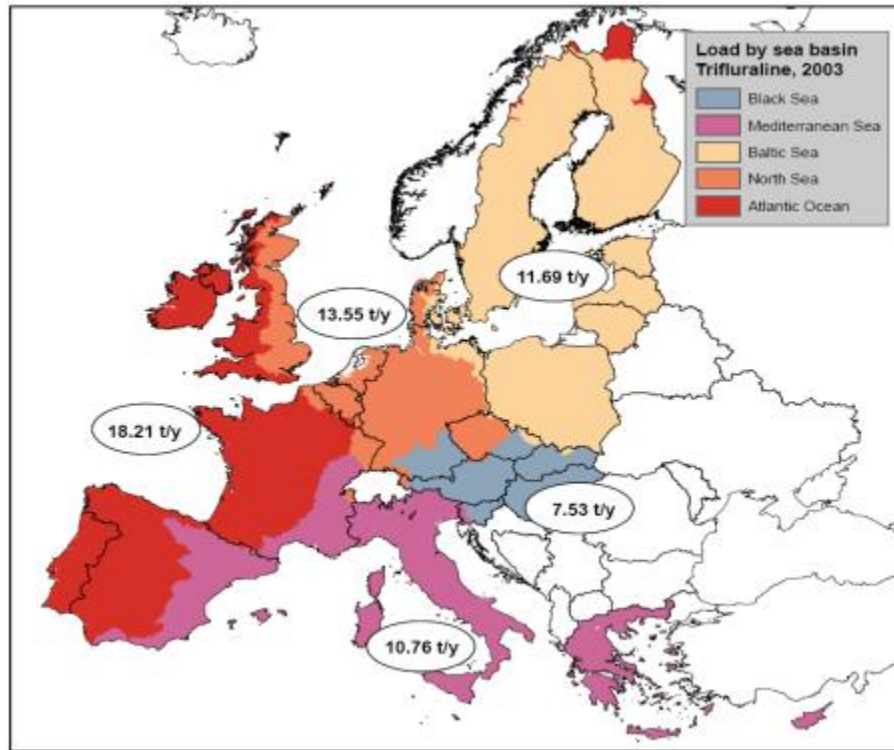 Load by sea basin
Trifluraline, 2003
Black Sea
Mediterranean Sea
Baltic Sea
North Sea
Atlantic Ocean
11.69 t/y
13.55 t/y
18.21 t/y
7.53 t/y
10.76 t/y